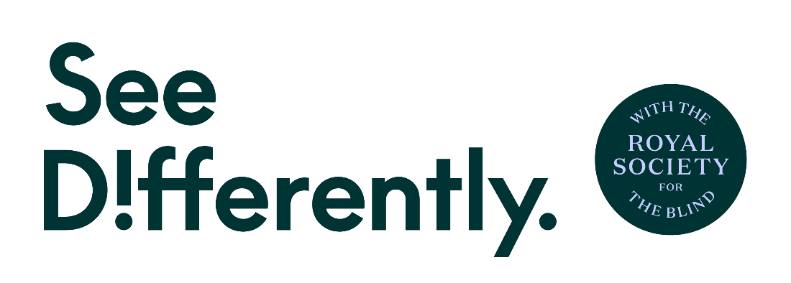 See
D!fferently.
WITH THE
ROYAL
SOCIETY
FOR
THE BLIND